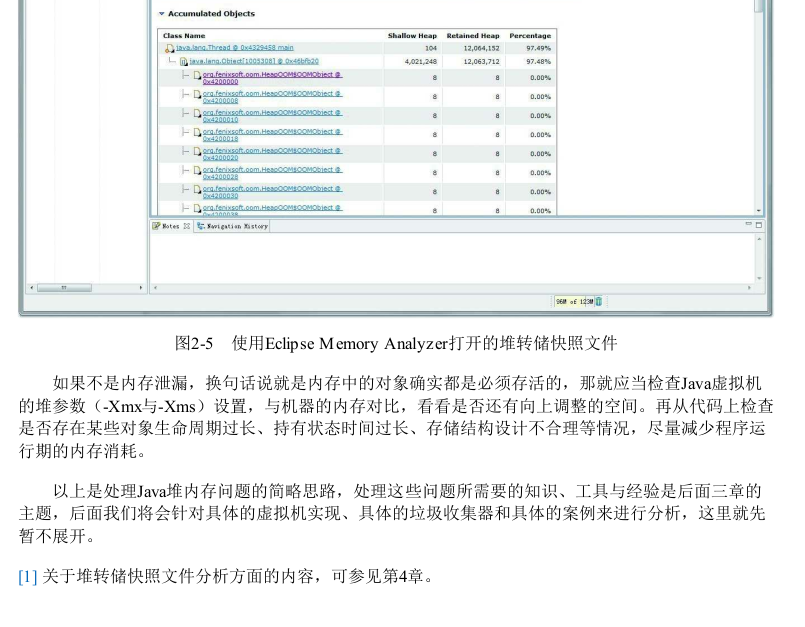 Accumulated Objects
Class Name Shallow Heap Retained Heap Percentage
java.lang.Thread @ 0x4329458 main 104 12,064,152 97.49%
java.lang.Object[1005308] @ 0x46bfb20 4,021,248 12,063,712 97.48%
org.fenixsoft.oom.HeapOOM$OOMObject @ 8 8 0.00%
0x4200000
org.fenixsoft.oom.HeapOOM$OOMObject @ 8 8 0.00%
0x4200008
org.fenixsoft.oom.HeapOOM$OOMObject @ 8 8 0.00%
0x4200010
org.fenixsoft.oom.HeapOOM$OOMObject @ 8 8 0.00%
0x4200018
org.fenixsoft.oom.HeapOOM$OOMObject @ 8 8 0.00%
0x4200020
org.fenixsoft.oom.HeapOOM$OOMObject @ 8 8 0.00%
0x4200028
org.fenixsoft.oom.HeapOOM$OOMObject @ 8 8 0.00%
0x4200030
org.fenixsoft.oom.HeapOOM$OOMObject @ 8 8 0.00%
0x4200038
Notes Navigation History
96M of 123M
图2-5 使用Eclipse Memory Analyzer打开的堆转储快照文件
如果不是内存泄漏，换句话说就是内存中的对象确实都是必须存活的，那就应当检查Java虚拟机
的堆参数（-Xmx与-Xms）设置，与机器的内存对比，看看是否还有向上调整的空间。再从代码上检查
是否存在某些对象生命周期过长、持有状态时间过长、存储结构设计不合理等情况，尽量减少程序运
行期的内存消耗。
以上是处理Java堆内存问题的简略思路，处理这些问题所需要的知识、工具与经验是后面三章的
主题，后面我们将会针对具体的虚拟机实现、具体的垃圾收集器和具体的案例来进行分析，这里就先
暂不展开。
[1] 关于堆转储快照文件分析方面的内容，可参见第4章。